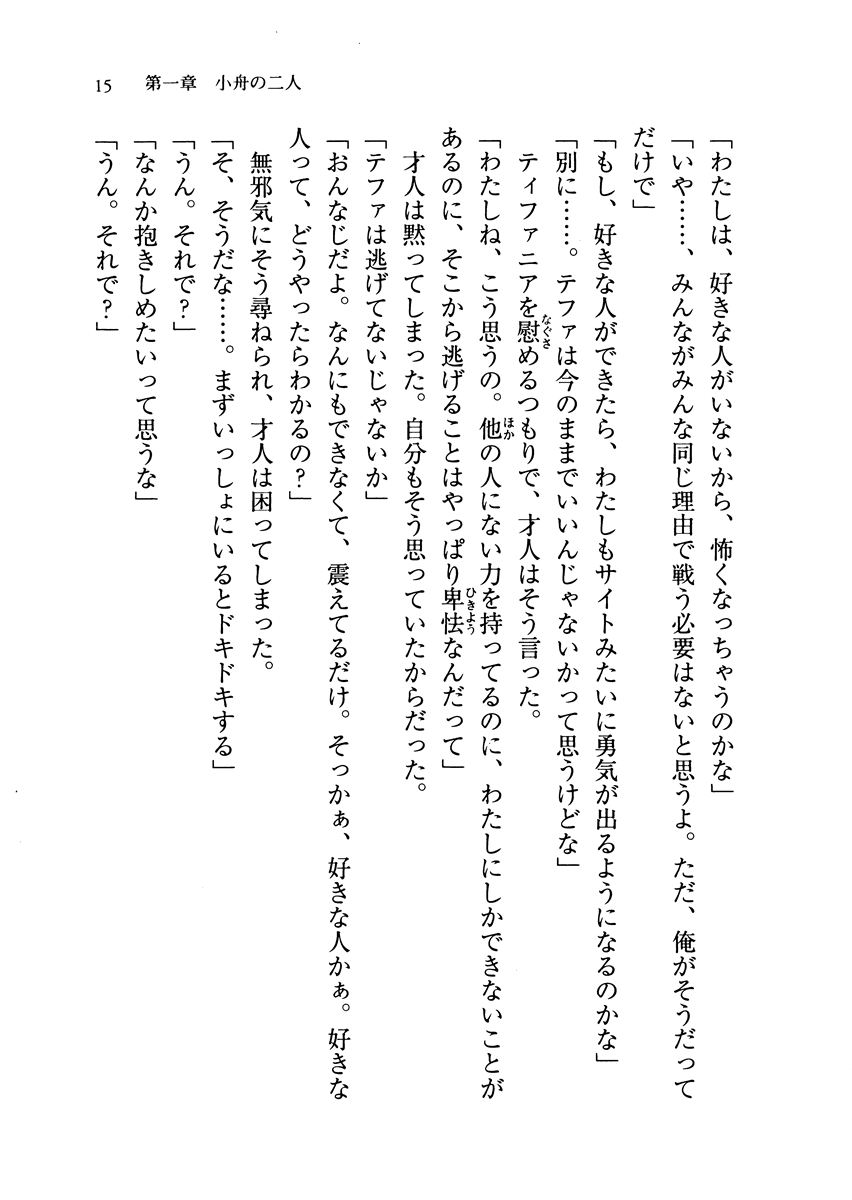 15　第一章　小舟の二人
「わたしは、好きな人がいないから、怖くなっちゃうのかな」
「いや……、みんながみんな同じ理由で戦う必要はないと思うよ。ただ、俺がそうだって
だけで」
「もし、好きな人ができたら、わたしもサイトみたいに勇気が出るようになるのかな」
「別に……。テファは今のままでいいんじゃないかって思うけどな」
ティファニアを慰めるつもりで、才人はそう言った。
なぐさ
「わたしね、こう思うの。他の人にない力を持ってるのに、わたしにしかできないことが
ほか
あるのに、そこから逃げることはやっぱり卑怯なんだって」
ひきよう
才人は黙ってしまった。自分もそう思っていたからだった。
「テファは逃げてないじゃないか」
「おんなじだよ。なんにもできなくて、震えてるだけ。そっかぁ、好きな人かぁ。好きな
人って、どうやったらわかるの？」
無邪気にそう尋ねられ、才人は困ってしまった。
「そ、そうだな……。まずいっしょにいるとドキドキする」
「うん。それで？」
「なんか抱きしめたいって思うな」
「うん。それで？」